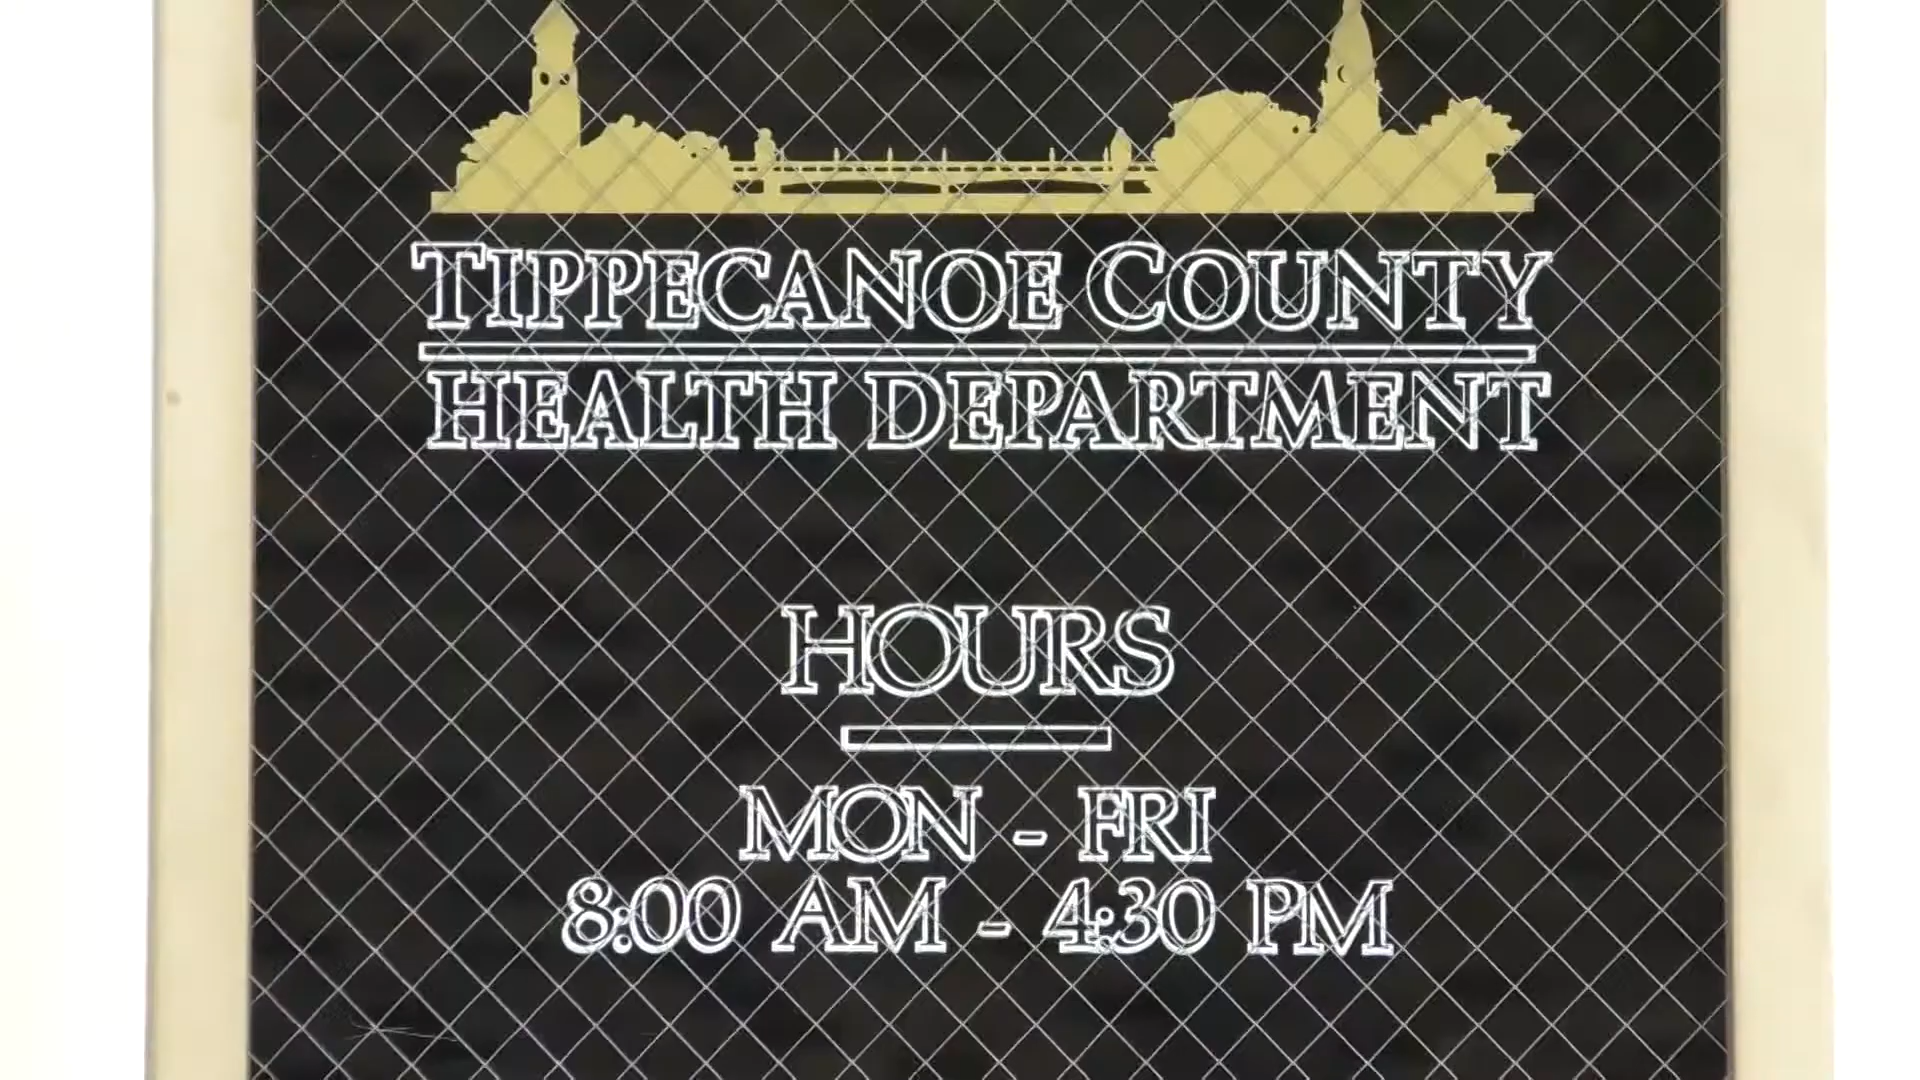 TIPPECANOE COUNTY
HEALTH DEPARTMENT
HOURS
MON - FRI
8:00 AM - 4:30 PM